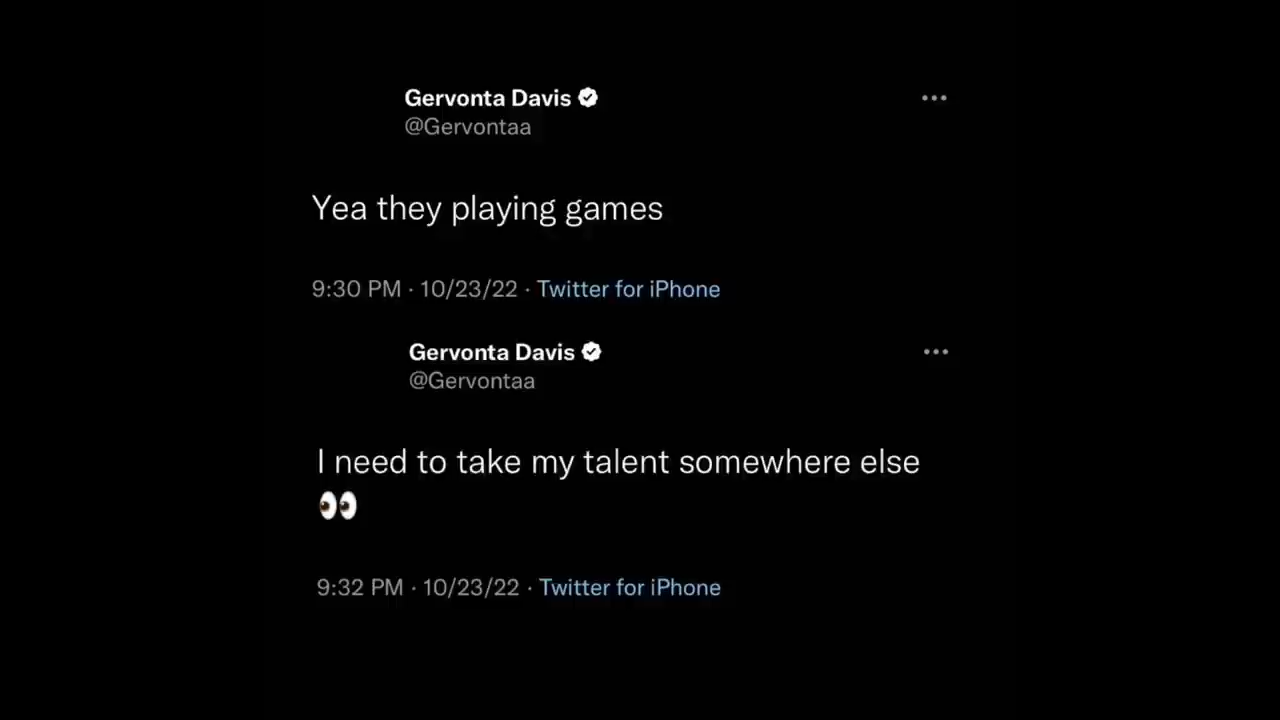 Gervonta Davis
@Gervontaa
Yea they playing games
9:30 PM · 10/23/22 · Twitter for iPhone
Gervonta Davis
@Gervontaa
I need to take my talent somewhere else
👀
9:32 PM · 10/23/22 · Twitter for iPhone